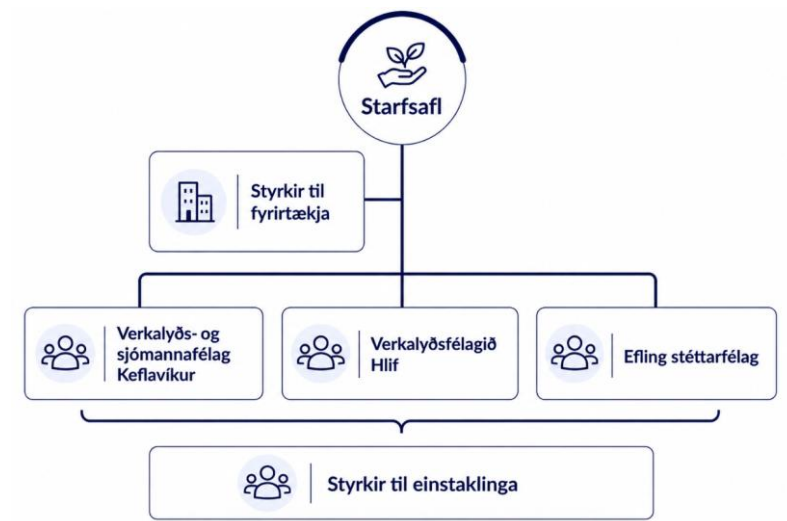 Starfsafl
Styrkir til
fyrirtækja
Verkalyðs- og
sjómannafélag
Keflavíkur
Verkalyðsfélagið
Hlif
Efling stéttarfélag
Styrkir til einstaklinga